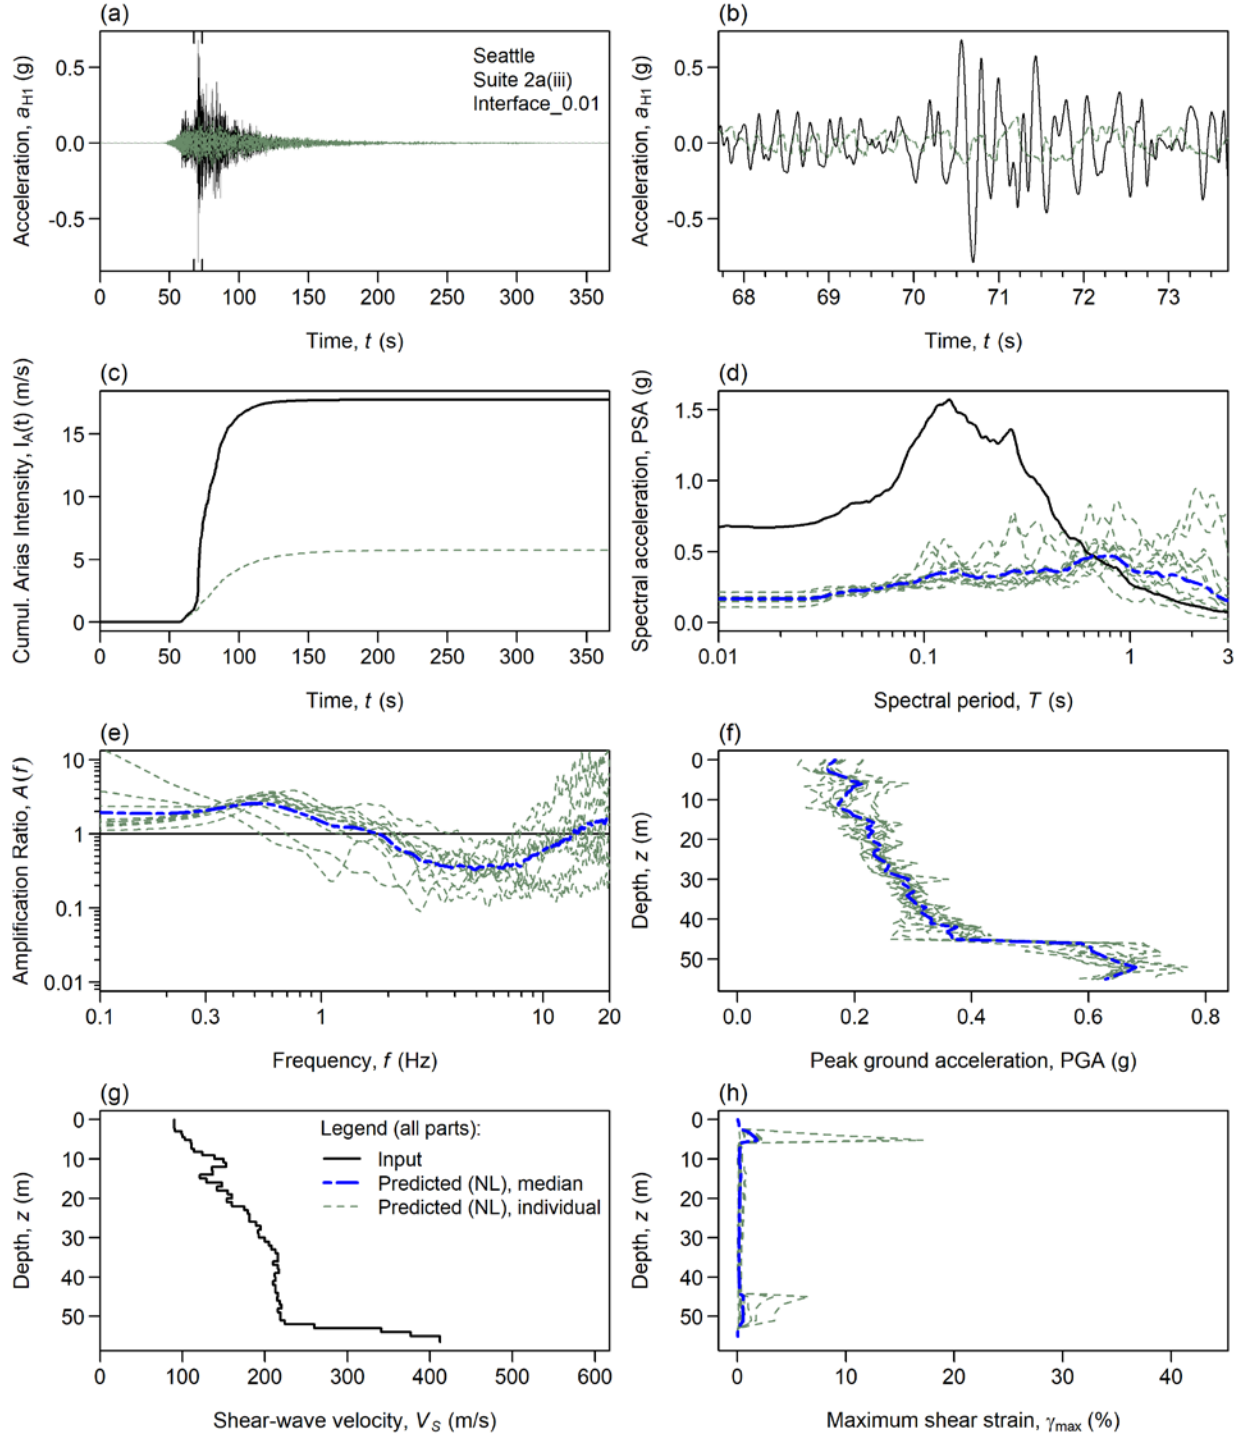 (a)
Acceleration, aH1 (g)
0.5
0.0
-0.5
Seattle
Suite 2a(iii)
Interface_0.01
0 50 100 150 200 250 300 350
Time, t (s)
(b)
Acceleration, aH1 (g)
0.5
0.0
-0.5
68 69 70 71 72 73
Time, t (s)
(c)
Cumul. Arias Intensity, IA(t) (m/s)
15
10
5
0
0 50 100 150 200 250 300 350
Time, t (s)
(d)
Spectral acceleration, PSA (g)
1.5
1.0
0.5
0.0
0.01 0.1 1 3
Spectral period, T (s)
(e)
Amplification Ratio, A(f)
10
1
0.1
0.01
0.1 0.3 1 10 20
Frequency, f (Hz)
(f)
Depth, z (m)
0
10
20
30
40
50
0.0 0.2 0.4 0.6 0.8
Peak ground acceleration, PGA (g)
(g)
Depth, z (m)
0
10
20
30
40
50
Legend (all parts):
Input
Predicted (NL), median
Predicted (NL), individual
0 100 200 300 400 500 600
Shear-wave velocity, VS (m/s)
(h)
Depth, z (m)
0
10
20
30
40
50
0 10 20 30 40
Maximum shear strain, γmax (%)